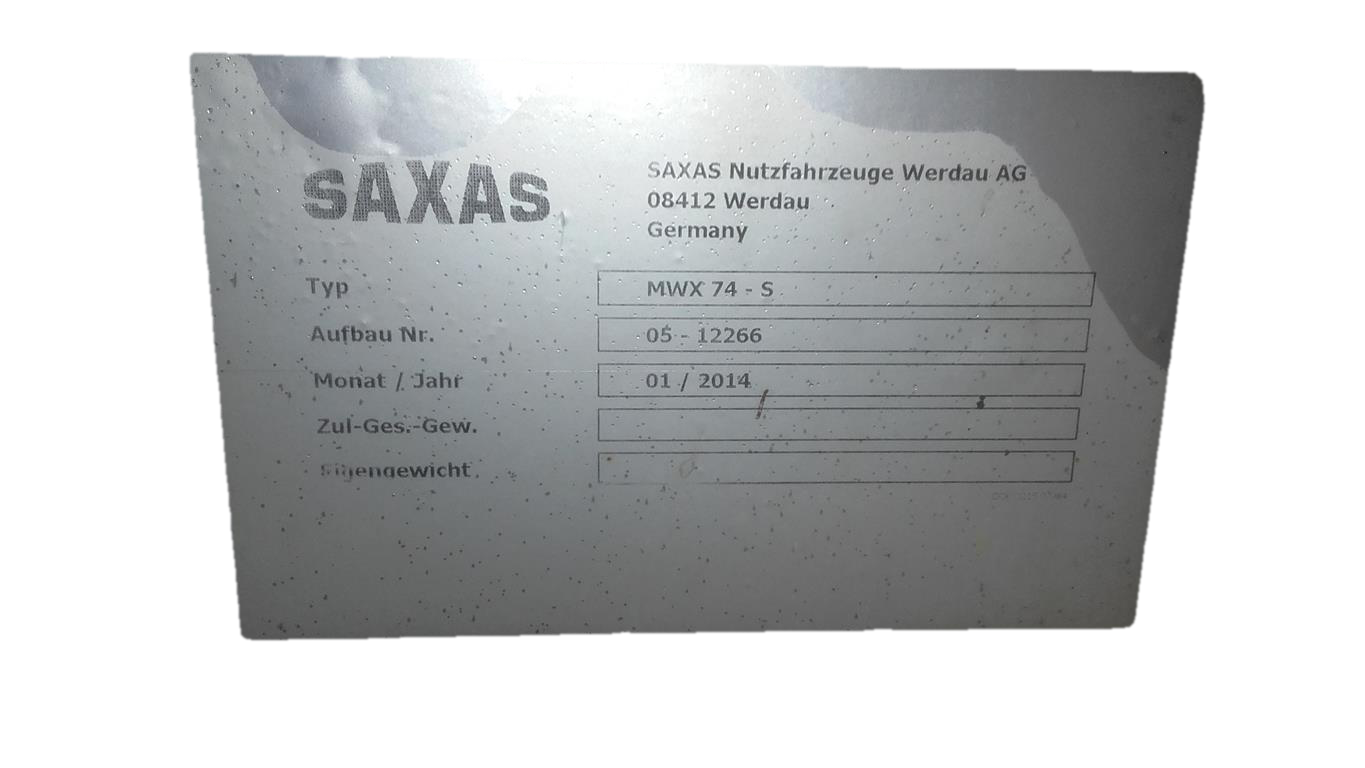 SAXAS
SAXAS Nutzfahrzeuge Werdau AG
08412 Werdau
Germany
Typ MWX 74 - S
Aufbau Nr. 05 - 12266
Monat / Jahr 01 / 2014
Zul-Ges.-Gew.
Eigengewicht